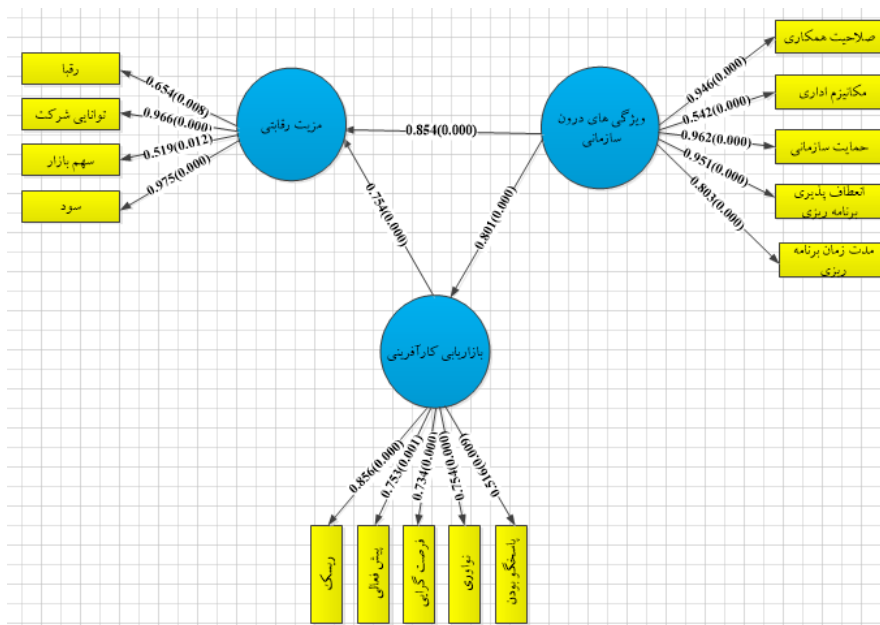 صلاحیت همکاری
مکانیزم اداری
حمایت سازمانی
انعطاف پذیری
برنامه ریزی
مدت زمان برنامه
ریزی
0.946(0.000)
0.542(0.000)
0.962(0.000)
0.951(0.000)
0.803(0.000)
ویژگی های درون
سازمانی
0.854(0.000)
0.801(0.000)
مزیت رقابتی
0.754(0.000)
0.654(0.008)
0.966(0.000)
0.519(0.012)
0.975(0.000)
رقبا
توانایی شرکت
سهم بازار
سود
بازاریابی کارآفرینی
0.516(0.009)
0.754(0.000)
0.734(0.000)
0.753(0.001)
0.856(0.000)
پاسخگو بودن
نواوری
فرصت گرایی
پیش فعالی
ریسک